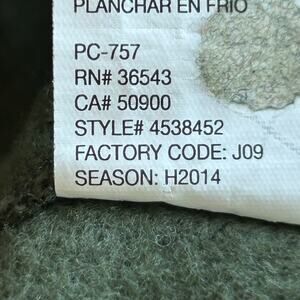 PLANCHAR EN FRIO
PC-757
RN# 36543
CA# 50900
STYLE# 4538452
FACTORY CODE: J09
SEASON: H2014